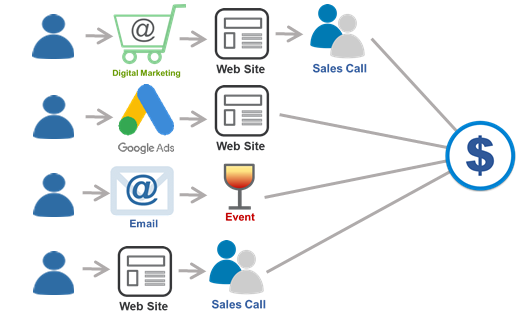 @
Digital Marketing
Web Site
Sales Call
Google Ads
Web Site
$
@
Email
Event
Web Site
Sales Call